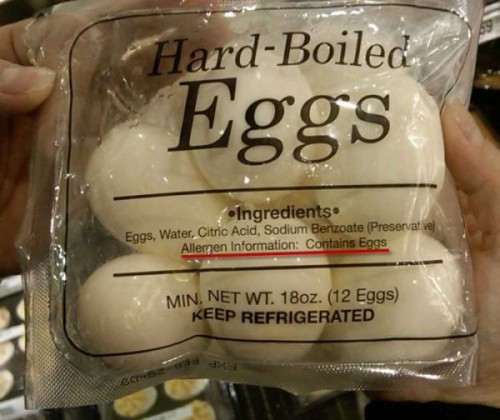 Hard-Boiled
Eggs
•Ingredients•
Eggs, Water, Citric Acid, Sodium Benzoate (Preservative)
Allergen Information: Contains Eggs
MIN. NET WT. 18oz. (12 Eggs)
KEEP REFRIGERATED